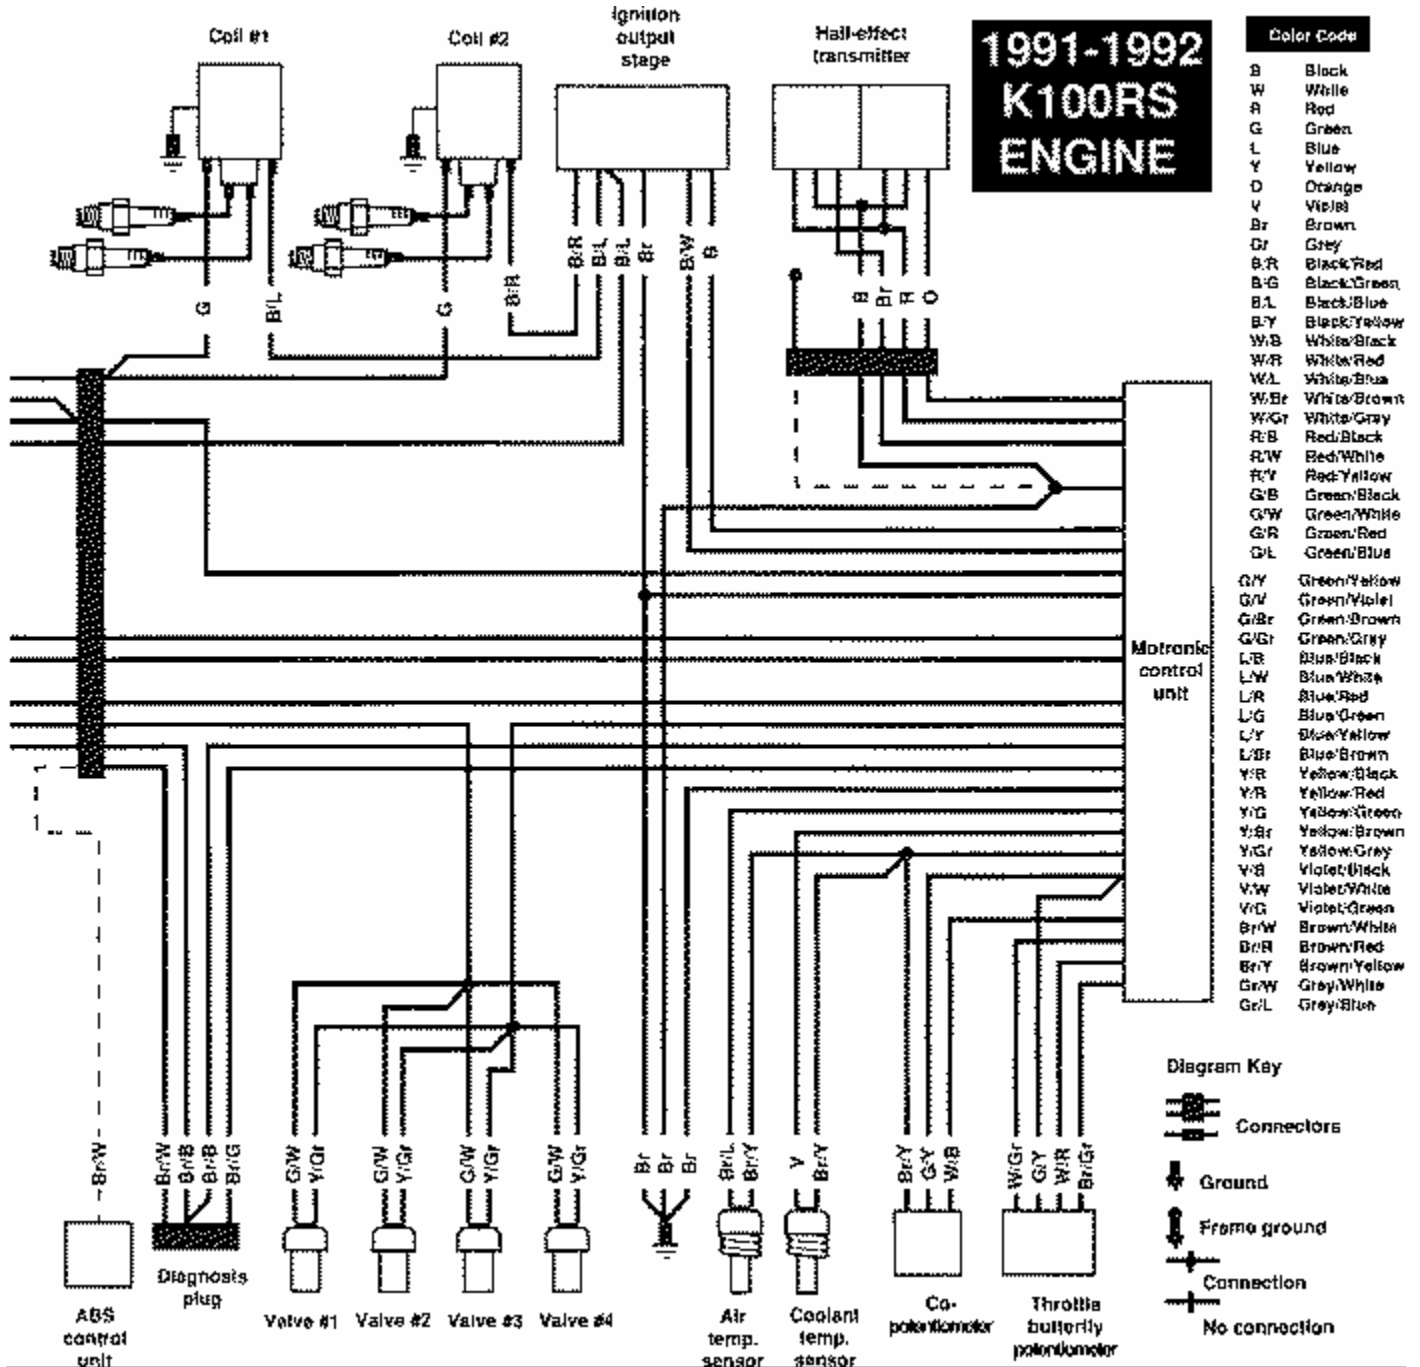 Coil #1
Coil #2
Ignition
output
stage
Hall-effect
transmitter
1991-1992
K100RS
ENGINE
Color Code
B Black
W White
R Red
G Green
L Blue
Y Yellow
O Orange
V Violet
Br Brown
Gr Grey
B/R Black/Red
B/G Black/Green
B/L Black/Blue
B/Y Black/Yellow
W/B White/Black
W/R White/Red
W/L White/Blue
W/Br White/Brown
W/Gr White/Gray
R/B Red/Black
R/W Red/White
R/Y Red/Yellow
G/B Green/Black
G/W Green/White
G/R Green/Red
G/L Green/Blue
G/Y Green/Yellow
G/V Green/Violet
G/Br Green/Brown
G/Gr Green/Gray
L/B Blue/Black
L/W Blue/White
L/R Blue/Red
L/G Blue/Green
L/Y Blue/Yellow
L/Br Blue/Brown
Yellow/Black
Y/R Yellow/Red
Y/G Yellow/Green
Y/Br Yellow/Brown
Y/Gr Yellow/Grey
V/B Violet/Black
V/W Violet/White
V/G Violet/Green
Br/W Brown/White
Br/R Brown/Red
Br/Y Brown/Yellow
Gr/W Grey/White
Gr/L Grey/Blue
G
B/L
G
B/R
B/R
B/L
B/L
Br
B/W
B
B
Br
R
O
Motronic
control
unit
Br/W
Br/W
Br/B
Br/B
Br/G
G/W
Y/Gr
G/W
Y/Gr
G/W
Y/Gr
G/W
Y/Gr
Br
Br
Br
Br/L
Br/Y
V
Br/Y
Br/Y
G/Y
W/B
W/Gr
G/Y
W/R
Br/Gr
ABS
control
unit
Diagnosis
plug
Valve #1
Valve #2
Valve #3
Valve #4
Air
temp.
sensor
Coolant
temp.
sensor
Co-
potentiometer
Throttle
butterfly
potentiometer
Diagram Key
Connectors
Ground
Frame ground
Connection
No connection